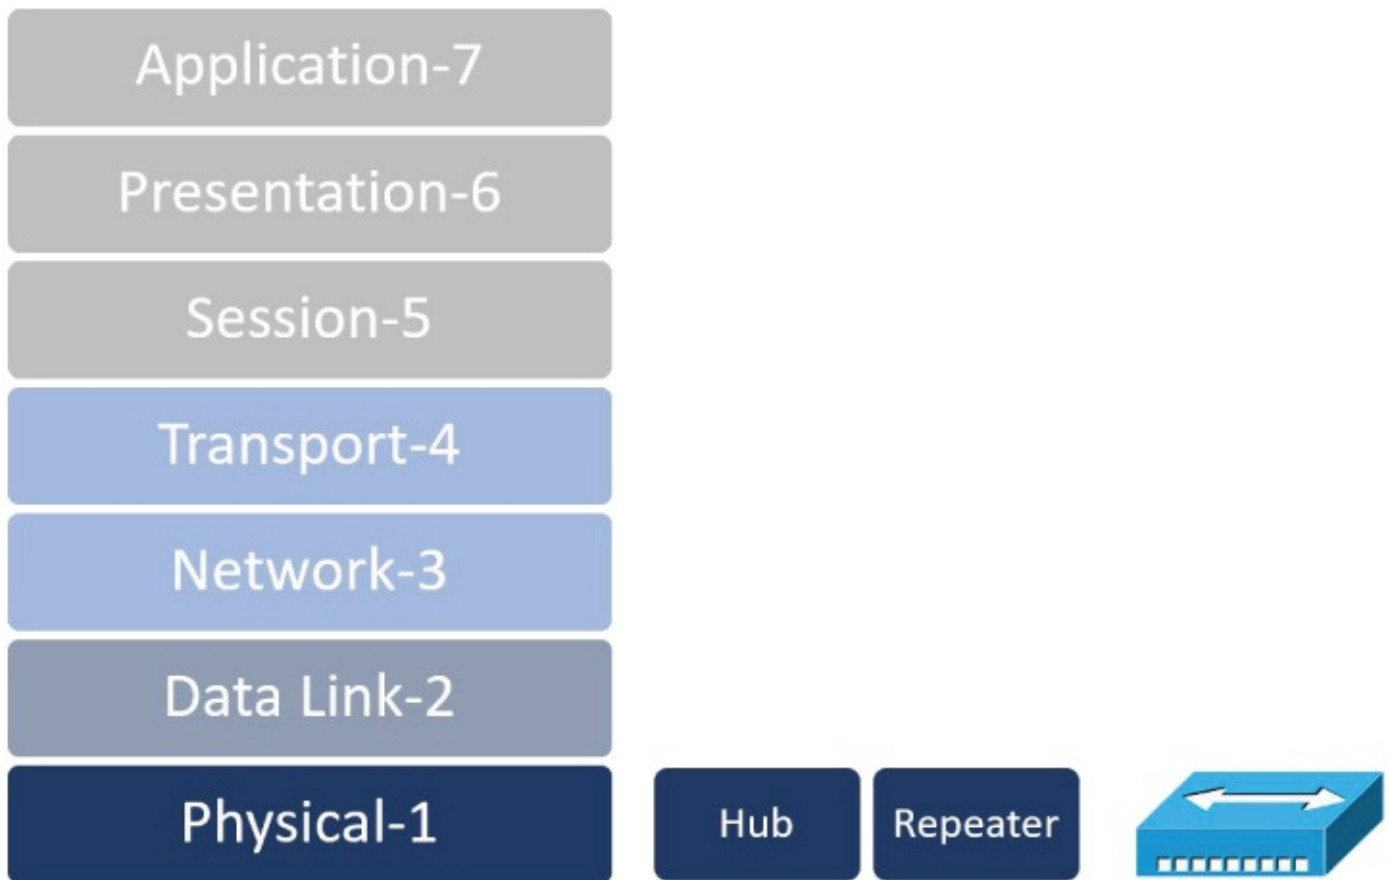 Application-7
Presentation-6
Session-5
Transport-4
Network-3
Data Link-2
Physical-1
Hub
Repeater